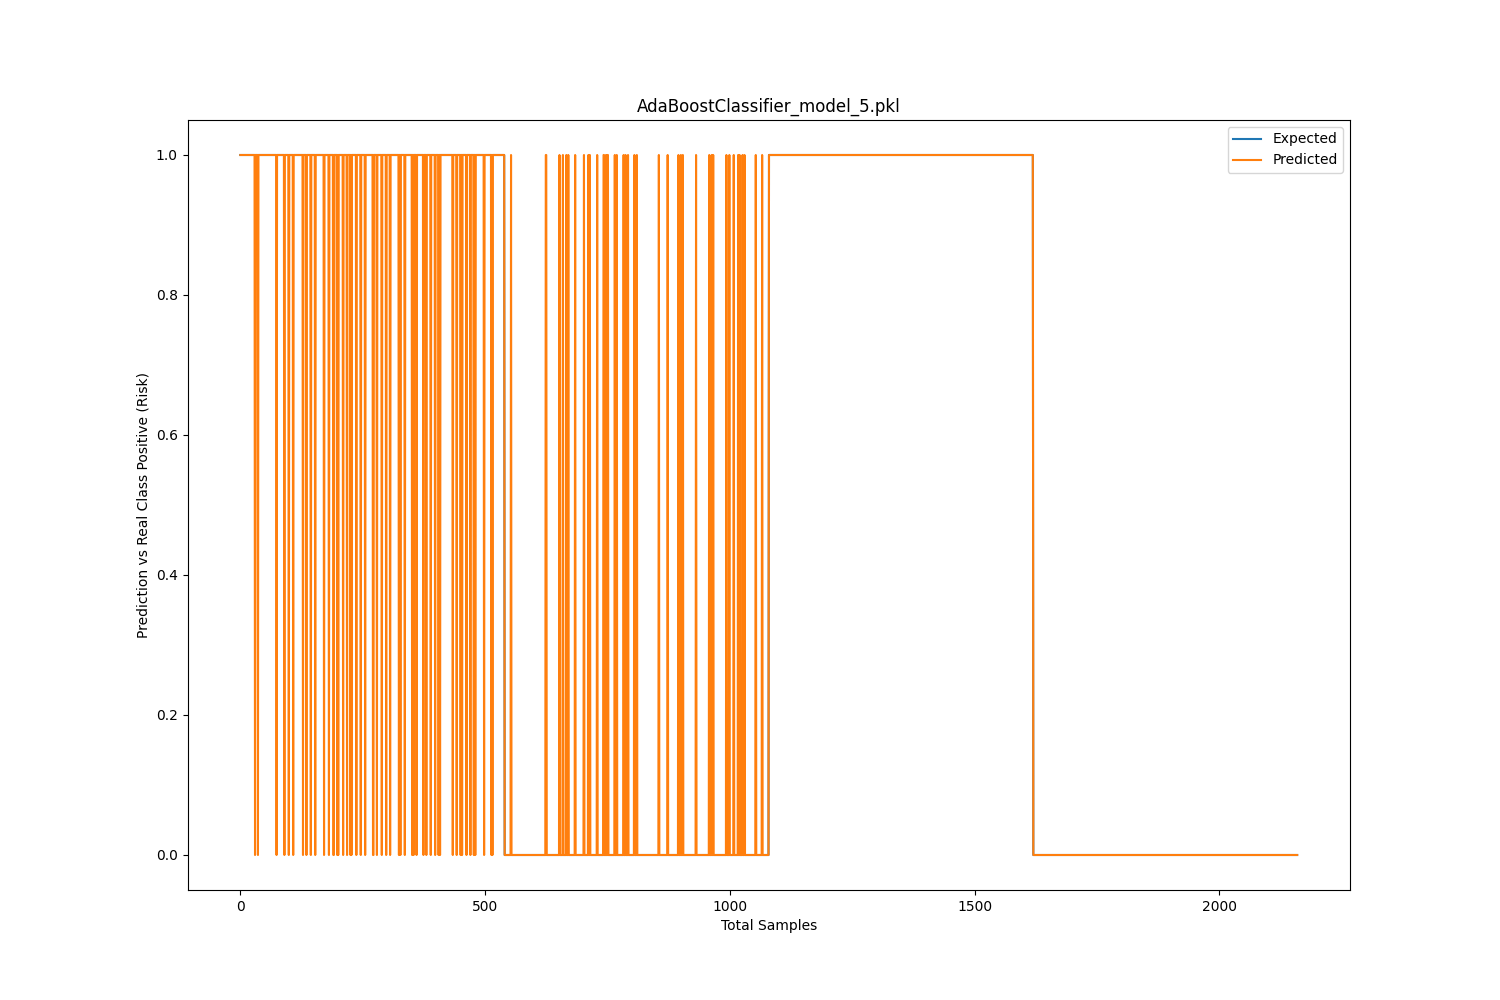 AdaBoostClassifier_model_5.pkl
Expected
Predicted
Prediction vs Real Class Positive (Risk)
1.0
0.8
0.6
0.4
0.2
0.0
0 500 1000 1500 2000
Total Samples